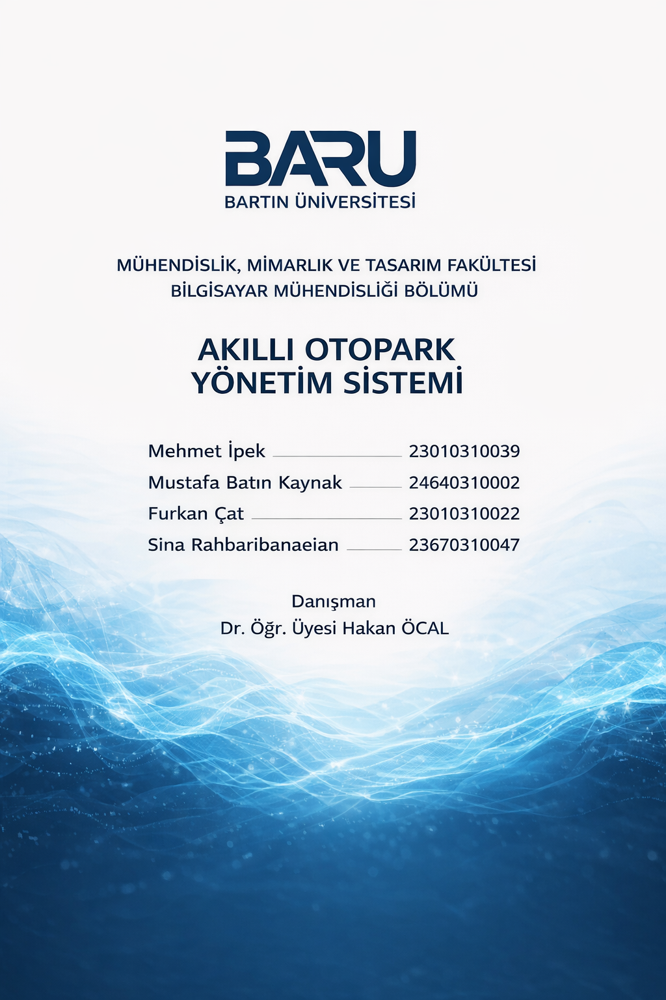 BARU
BARTIN ÜNİVERSİTESİ
MÜHENDİSLİK, MİMARLIK VE TASARIM FAKÜLTESİ
BİLGİSAYAR MÜHENDİSLİĞİ BÖLÜMÜ
AKILLI OTOPARK
YÖNETİM SİSTEMİ
Mehmet İpek 23010310039
Mustafa Batın Kaynak 24640310002
Furkan Çat 23010310022
Sina Rahbaribanaeian 23670310047
Danışman
Dr. Öğr. Üyesi Hakan ÖCAL